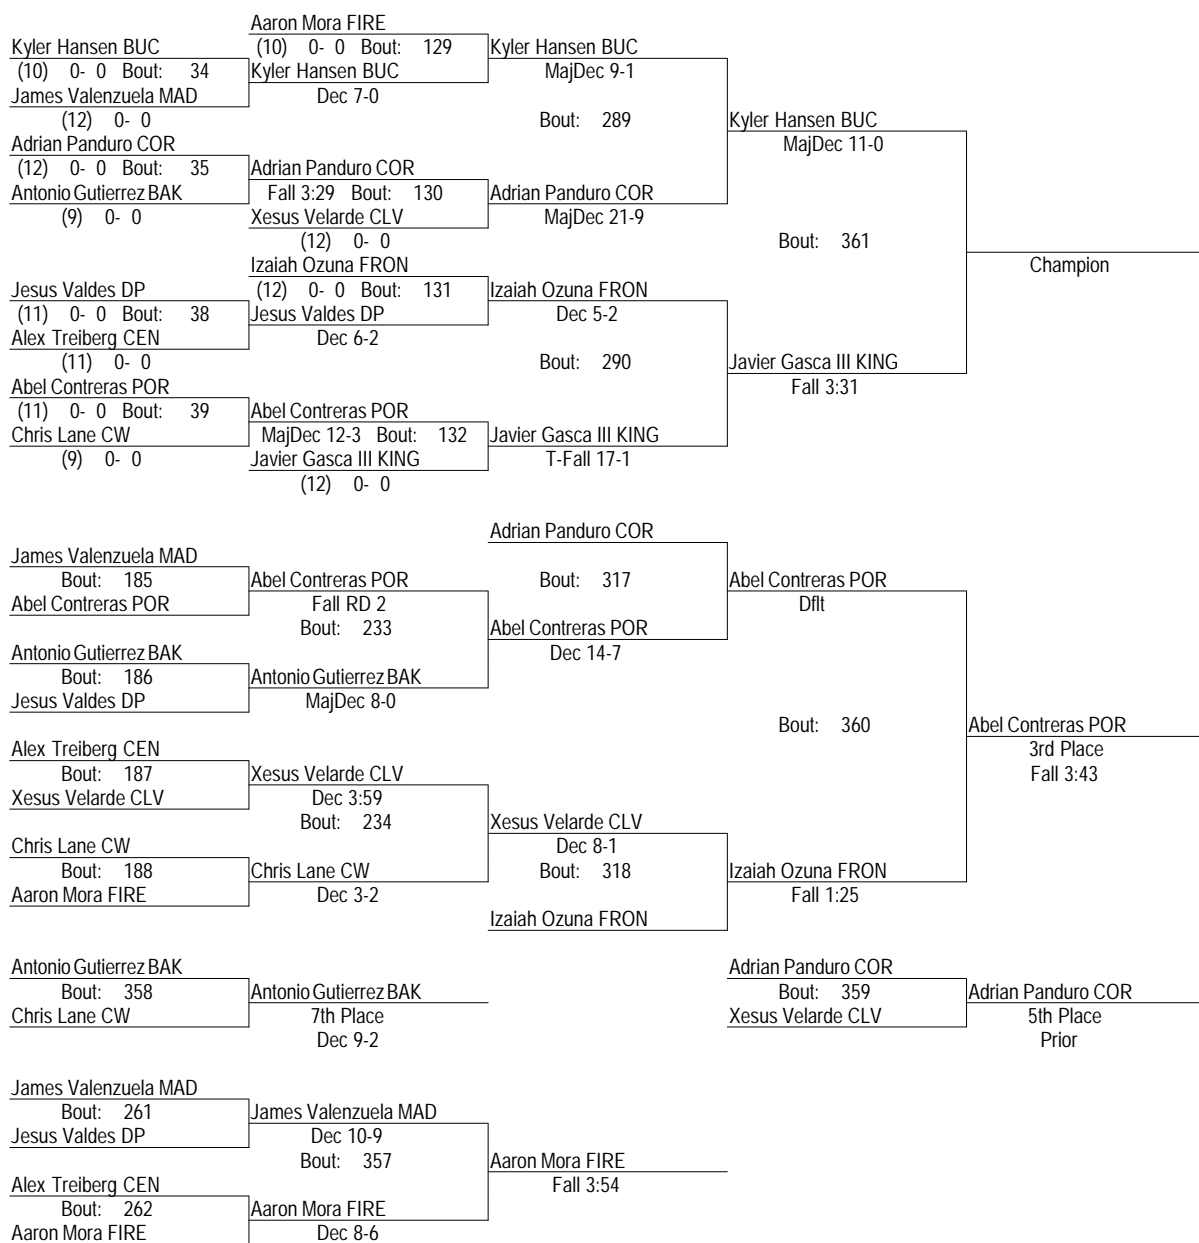 Aaron Mora FIRE
Kyler Hansen BUC (10) 0- 0 Bout: 129 Kyler Hansen BUC
(10) 0- 0 Bout: 34 Kyler Hansen BUC MajDec 9-1
James Valenzuela MAD Dec 7-0
(12) 0- 0 Bout: 289 Kyler Hansen BUC
Adrian Panduro COR MajDec 11-0
(12) 0- 0 Bout: 35 Adrian Panduro COR
Antonio Gutierrez BAK Fall 3:29 Bout: 130 Adrian Panduro COR
(9) 0- 0 Xesus Velarde CLV MajDec 21-9
(12) 0- 0 Bout: 361
Izaiah Ozuna FRON Champion
Jesus Valdes DP (12) 0- 0 Bout: 131 Izaiah Ozuna FRON
(11) 0- 0 Bout: 38 Jesus Valdes DP Dec 5-2
Alex Treiberg CEN Dec 6-2
(11) 0- 0 Bout: 290 Javier Gasca III KING
Abel Contreras POR Fall 3:31
(11) 0- 0 Bout: 39 Abel Contreras POR
Chris Lane CW MajDec 12-3 Bout: 132 Javier Gasca III KING
(9) 0- 0 Javier Gasca III KING T-Fall 17-1
(12) 0- 0
Adrian Panduro COR
James Valenzuela MAD
Bout: 185 Abel Contreras POR Bout: 317 Abel Contreras POR
Abel Contreras POR Fall RD 2 Dflt
Bout: 233 Abel Contreras POR
Antonio Gutierrez BAK Dec 14-7
Bout: 186 Antonio Gutierrez BAK
Jesus Valdes DP MajDec 8-0
Bout: 360 Abel Contreras POR
Alex Treiberg CEN 3rd Place
Bout: 187 Xesus Velarde CLV Fall 3:43
Xesus Velarde CLV Dec 3:59
Bout: 234 Xesus Velarde CLV
Chris Lane CW Dec 8-1
Bout: 188 Chris Lane CW Bout: 318 Izaiah Ozuna FRON
Aaron Mora FIRE Dec 3-2 Fall 1:25
Izaiah Ozuna FRON
Antonio Gutierrez BAK Adrian Panduro COR
Bout: 358 Antonio Gutierrez BAK Bout: 359 Adrian Panduro COR
Chris Lane CW 7th Place Xesus Velarde CLV 5th Place
Dec 9-2 Prior
James Valenzuela MAD
Bout: 261 James Valenzuela MAD
Jesus Valdes DP Dec 10-9
Bout: 357 Aaron Mora FIRE
Alex Treiberg CEN Fall 3:54
Bout: 262 Aaron Mora FIRE
Aaron Mora FIRE Dec 8-6